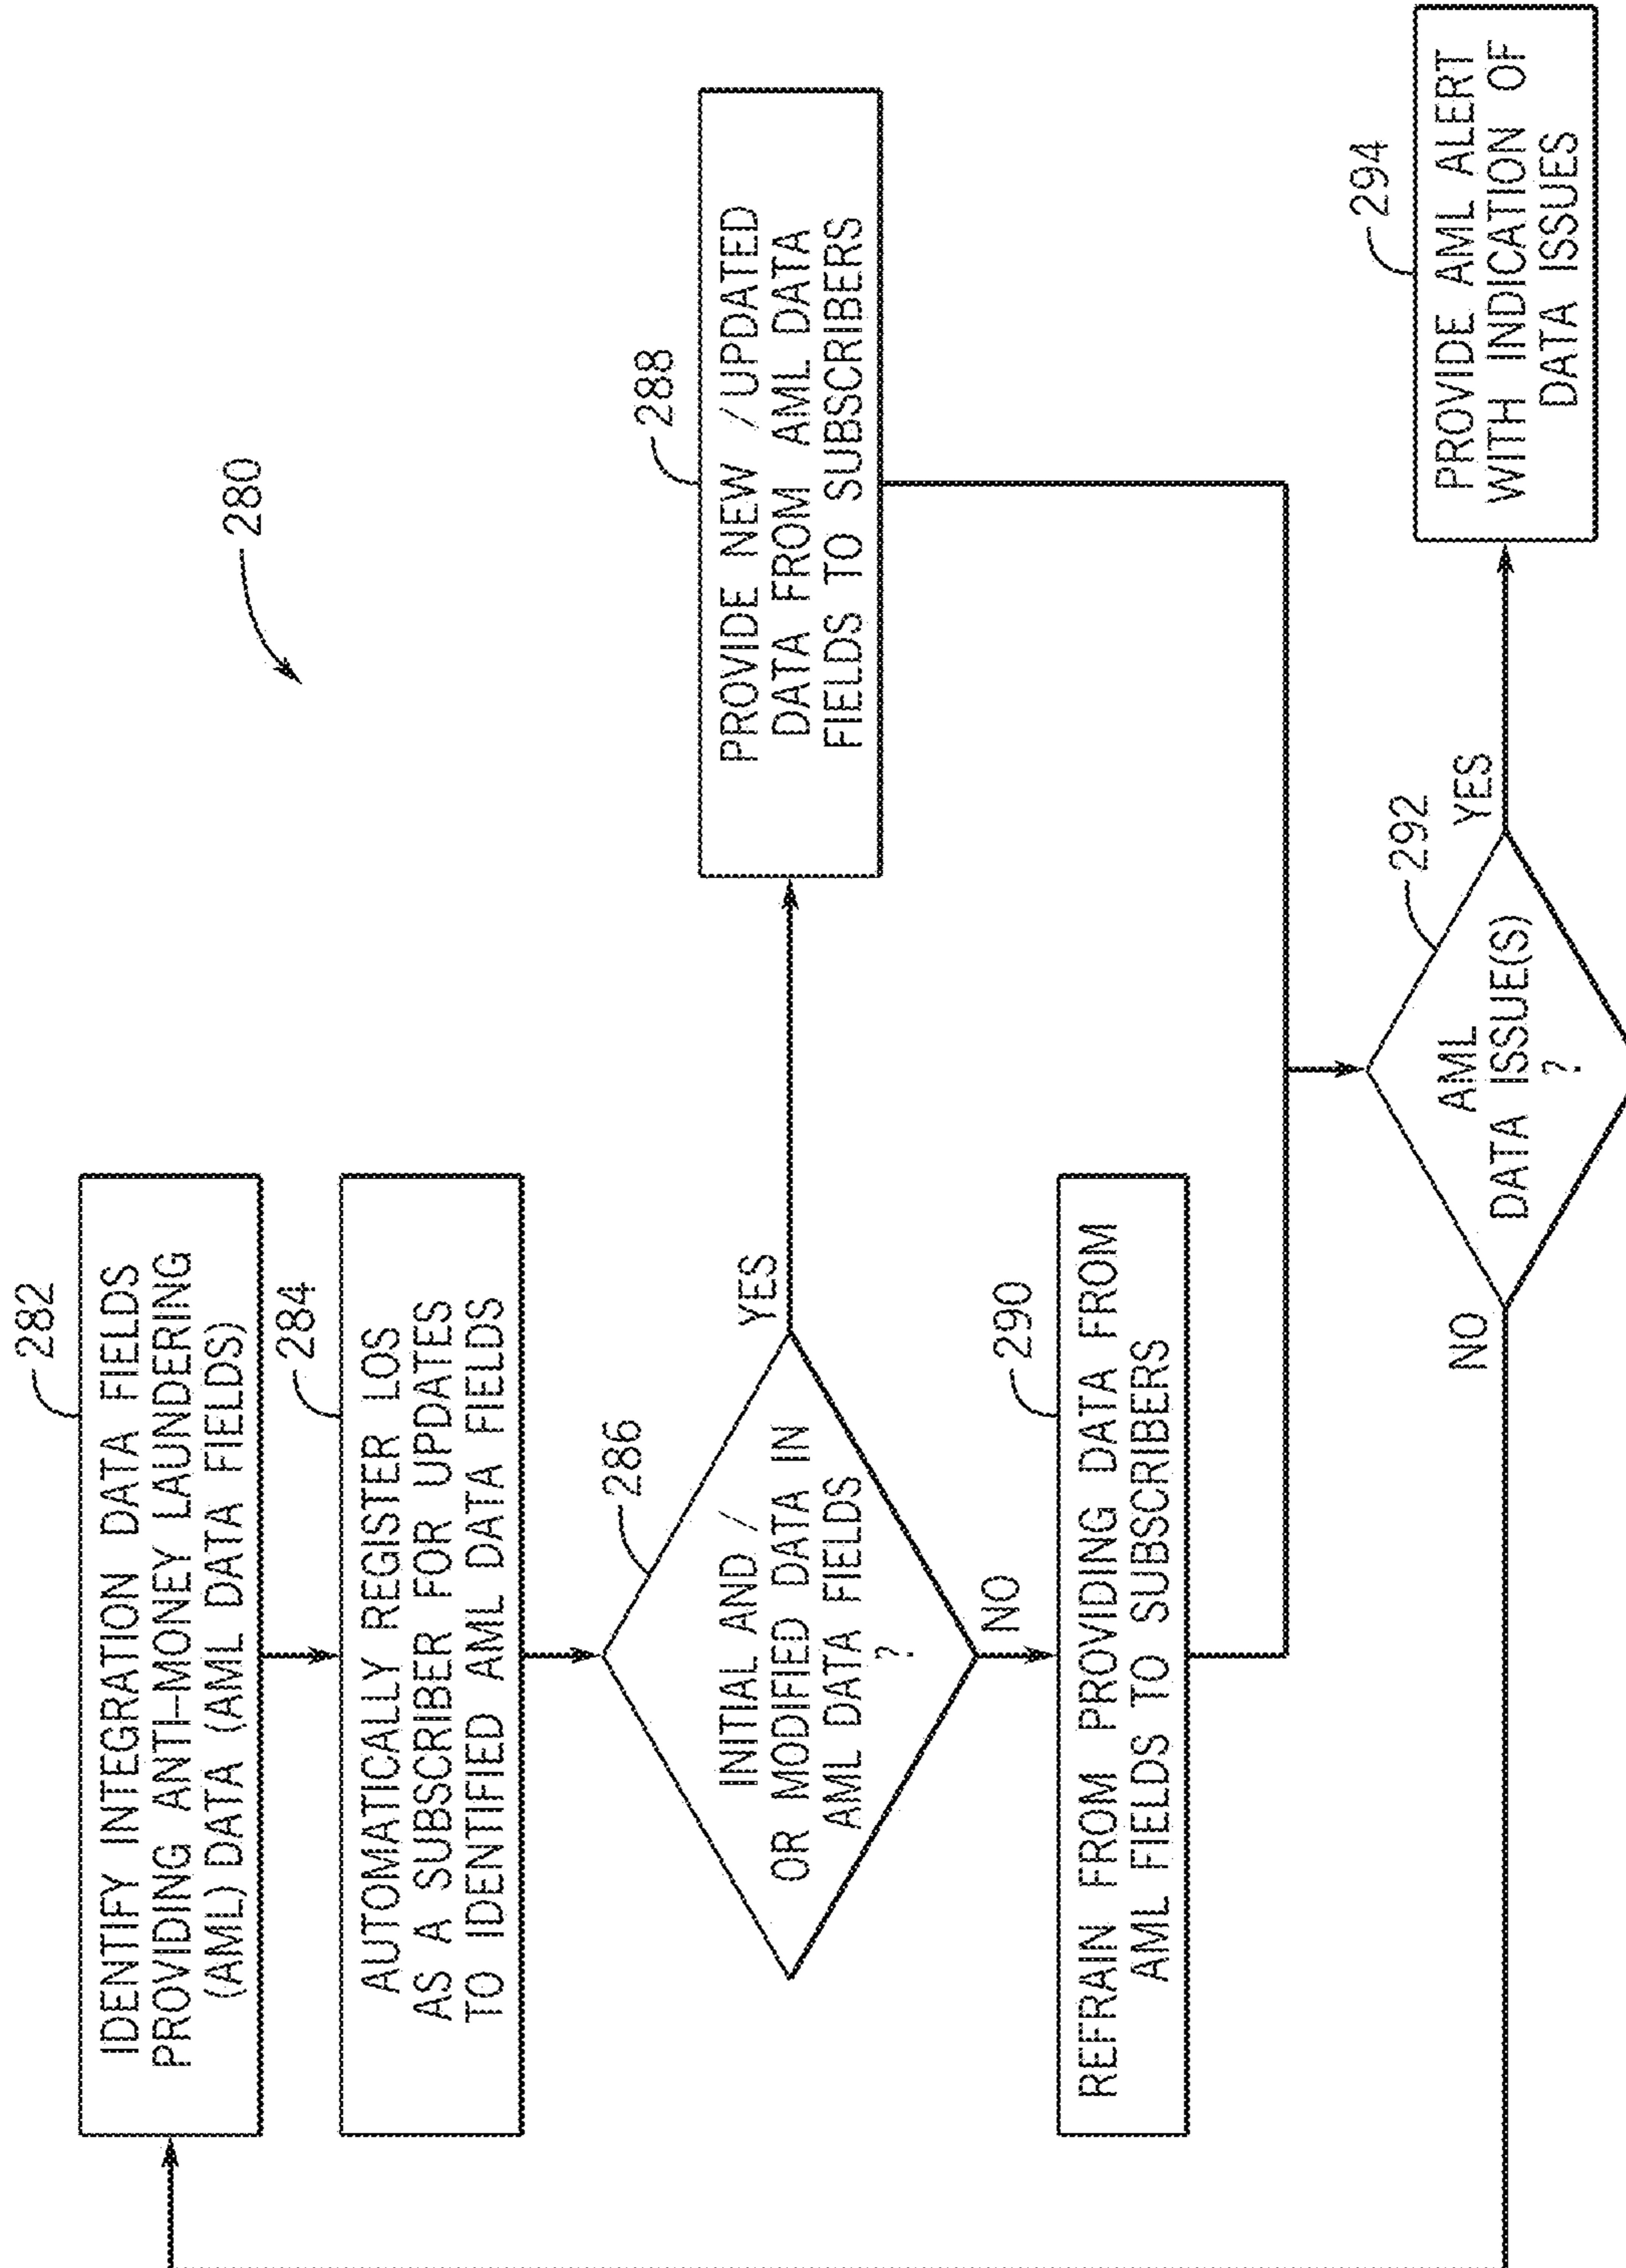 280
282
IDENTIFY INTEGRATION DATA FIELDS
PROVIDING ANTI-MONEY LAUNDERING
(AML) DATA (AML DATA FIELDS)
284
AUTOMATICALLY REGISTER LOS
AS A SUBSCRIBER FOR UPDATES
TO IDENTIFIED AML DATA FIELDS
286
INITIAL AND /
OR MODIFIED DATA IN
AML DATA FIELDS
?
YES
288
PROVIDE NEW / UPDATED
DATA FROM AML DATA
FIELDS TO SUBSCRIBERS
NO
290
REFRAIN FROM PROVIDING DATA FROM
AML FIELDS TO SUBSCRIBERS
292
AML
DATA ISSUE(S)
?
NO
YES
294
PROVIDE AML ALERT
WITH INDICATION OF
DATA ISSUES